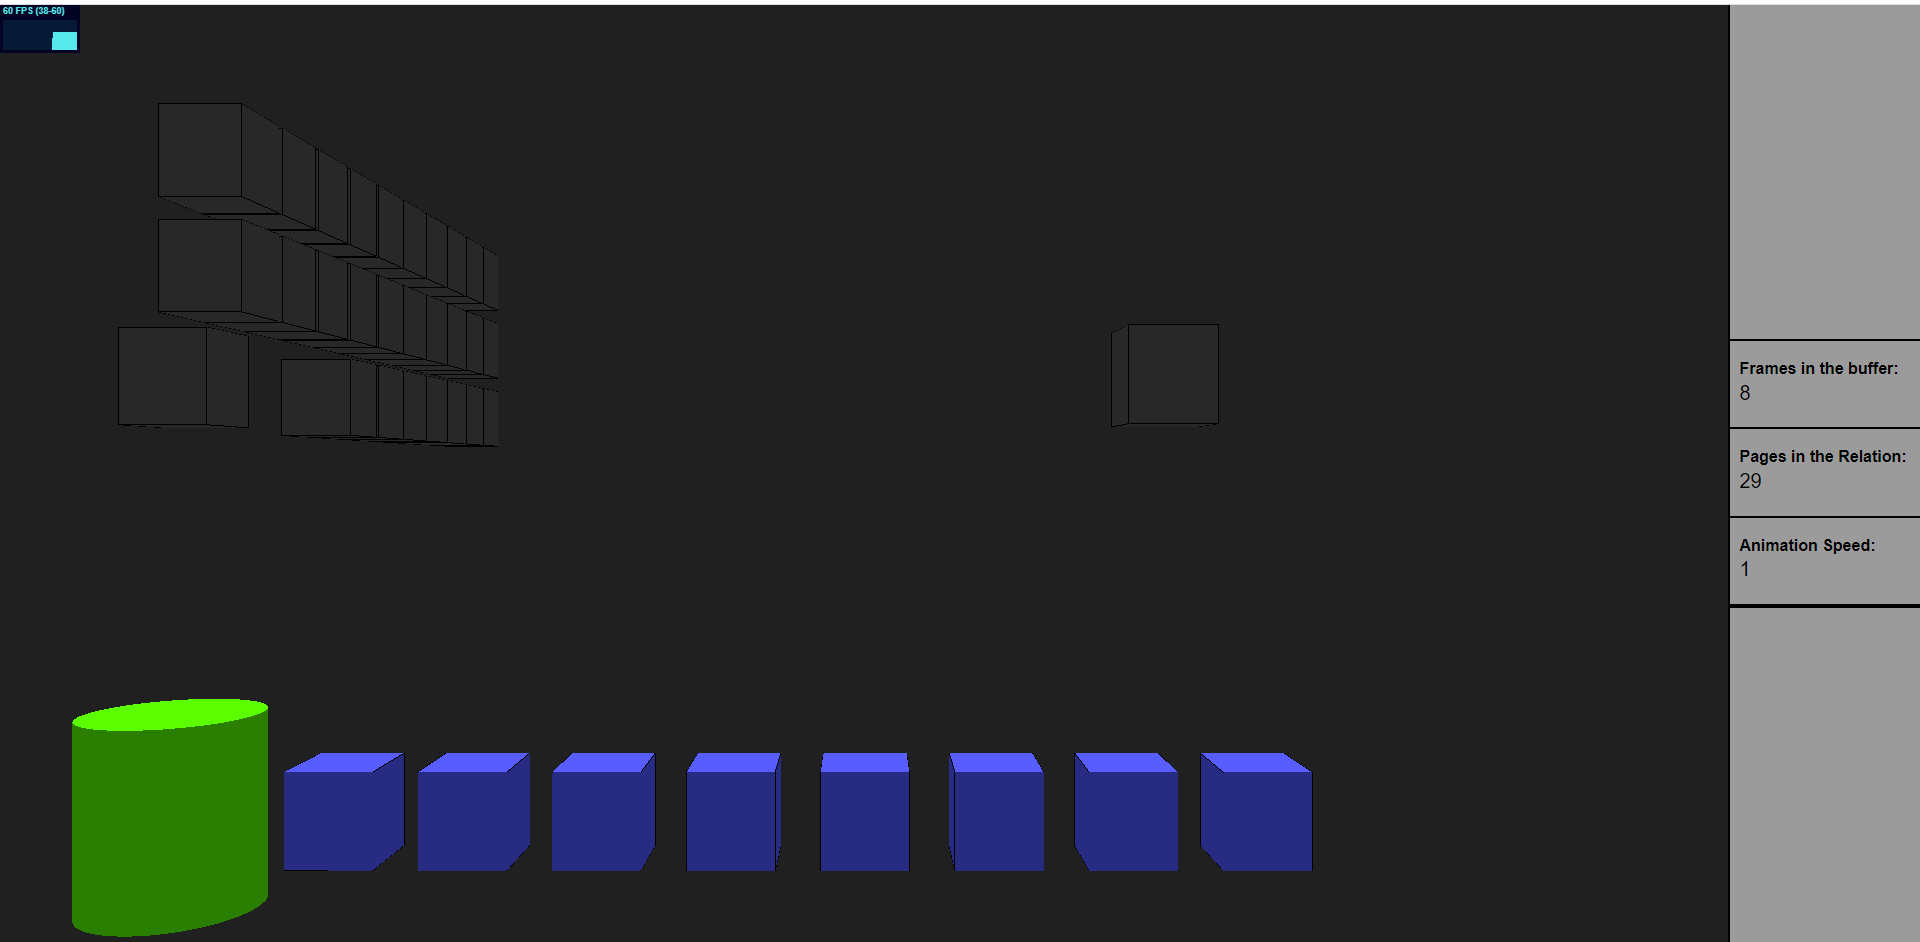 60 FPS (38-60)
Frames in the buffer:
8
Pages in the Relation:
29
Animation Speed:
1